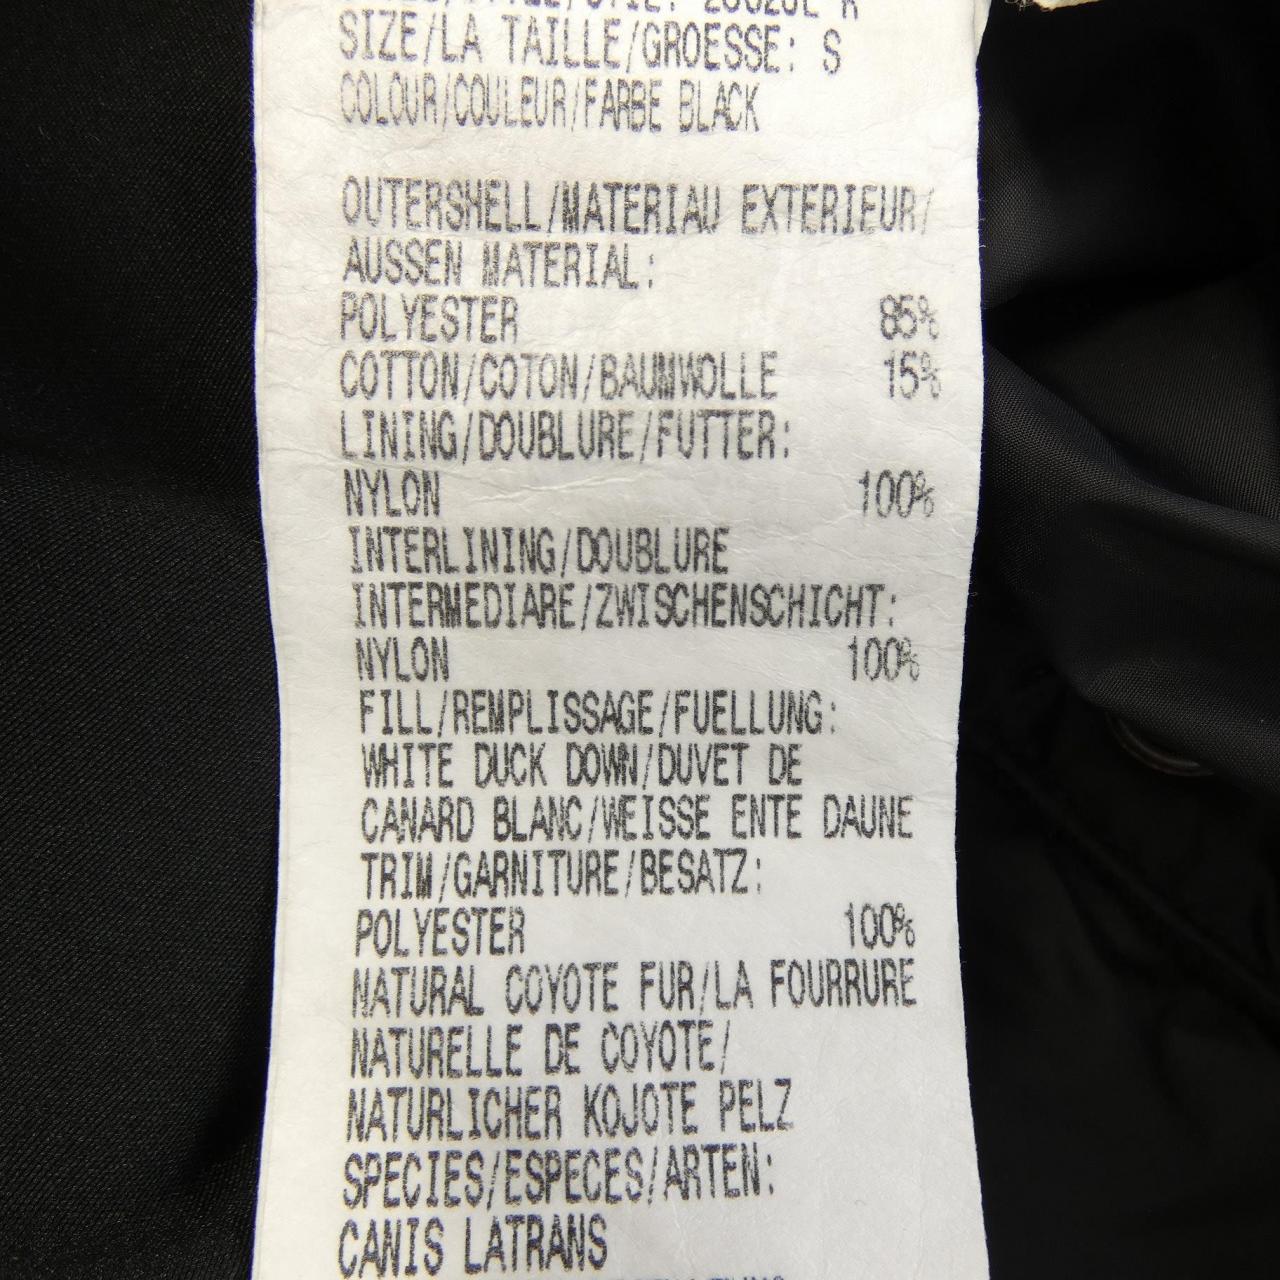 SIZE/LA TAILLE/GROESSE: S
COLOUR/COULEUR/FARBE BLACK
OUTERSHELL/MATERIAU EXTERIEUR/
AUSSEN MATERIAL:
POLYESTER 85%
COTTON/COTON/BAUMWOLLE 15%
LINING/DOUBLURE/FUTTER:
NYLON 100%
INTERLINING/DOUBLURE
INTERMEDIARE/ZWISCHENSCHICHT:
NYLON 100%
FILL/REMPLISSAGE/FUELLUNG:
WHITE DUCK DOWN/DUVET DE
CANARD BLANC/WEISSE ENTE DAUNE
TRIM/GARNITURE/BESATZ:
POLYESTER 100%
NATURAL COYOTE FUR/LA FOURRURE
NATURELLE DE COYOTE/
NATURLICHER KOJOTE PELZ
SPECIES/ESPECES/ARTEN:
CANIS LATRANS